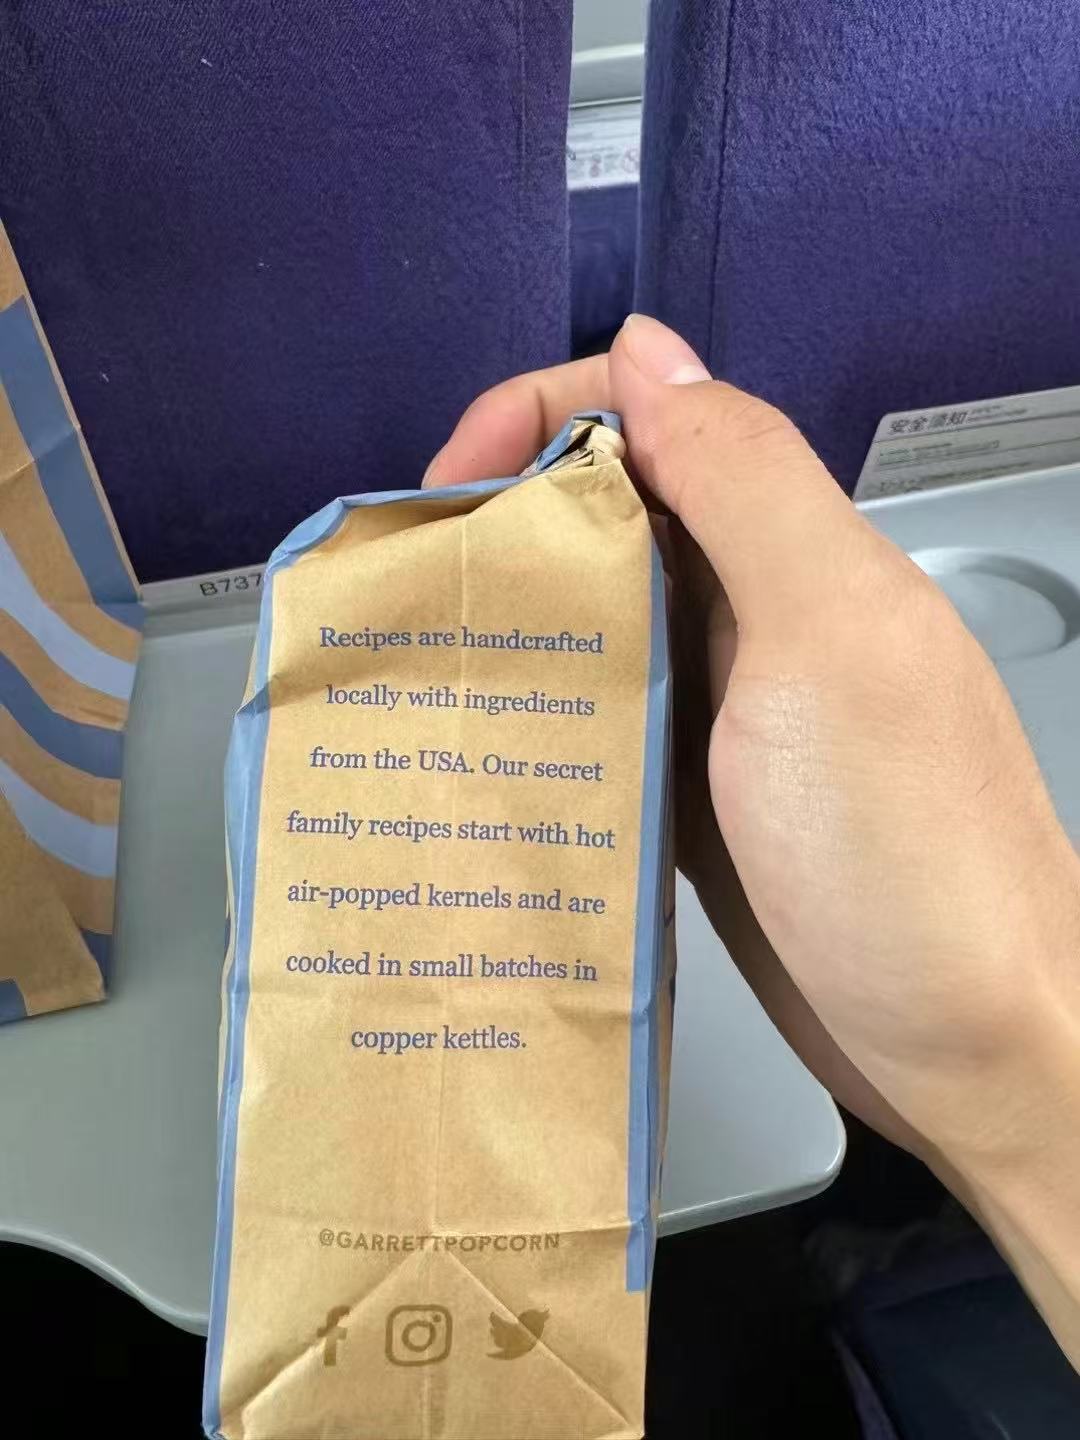 安全须知
B737
Recipes are handcrafted
locally with ingredients
from the USA. Our secret
family recipes start with hot
air-popped kernels and are
cooked in small batches in
copper kettles.
@GARRETTPOPCORN